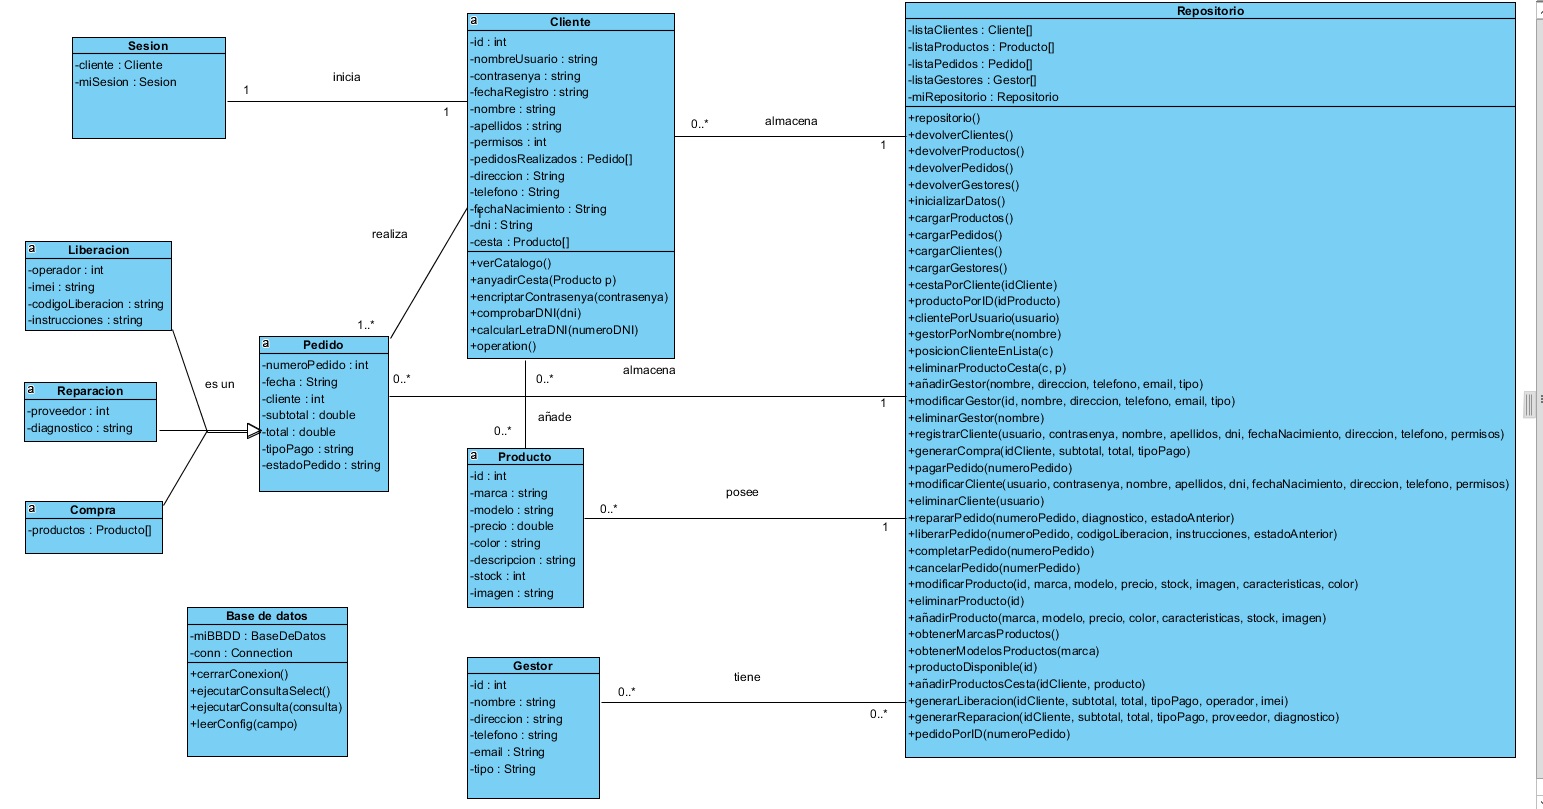 Sesion
-cliente : Cliente
-miSesion : Sesion
inicia
1
1
a
Cliente
-id : int
-nombreUsuario : string
-contrasenya : string
-fechaRegistro : string
-nombre : string
-apellidos : string
-permisos : int
-pedidosRealizados : Pedido[]
-direccion : String
-telefono : String
-fechaNacimiento : String
1
-dni : String
-cesta : Producto[]
+verCatalogo()
+anyadirCesta(Producto p)
+encriptarContrasenya(contrasenya)
+comprobarDNI(dni)
+calcularLetraDNI(numeroDNI)
+operation()
0..*
almacena
1
Repositorio
-listaClientes : Cliente[]
-listaProductos : Producto[]
-listaPedidos : Pedido[]
-listaGestores : Gestor[]
-miRepositorio : Repositorio
+repositorio()
+devolverClientes()
+devolverProductos()
+devolverPedidos()
+devolverGestores()
+inicializarDatos()
+cargarProductos()
+cargarPedidos()
+cargarClientes()
+cargarGestores()
+cestaPorCliente(idCliente)
+productoPorID(idProducto)
+clientePorUsuario(usuario)
+gestorPorNombre(nombre)
+posicionClienteEnLista(c)
+eliminarProductoCesta(c, p)
+añadirGestor(nombre, direccion, telefono, email, tipo)
+modificarGestor(id, nombre, direccion, telefono, email, tipo)
+eliminarGestor(nombre)
+registrarCliente(usuario, contrasenya, nombre, apellidos, dni, fechaNacimiento, direccion, telefono, permisos)
+generarCompra(idCliente, subtotal, total, tipoPago)
+pagarPedido(numeroPedido)
+modificarCliente(usuario, contrasenya, nombre, apellidos, dni, fechaNacimiento, direccion, telefono, permisos)
+eliminarCliente(usuario)
+repararPedido(numeroPedido, diagnostico, estadoAnterior)
+liberarPedido(numeroPedido, codigoLiberacion, instrucciones, estadoAnterior)
+completarPedido(numeroPedido)
+cancelarPedido(numerPedido)
+modificarProducto(id, marca, modelo, precio, stock, imagen, caracteristicas, color)
+eliminarProducto(id)
+añadirProducto(marca, modelo, precio, color, caracteristicas, stock, imagen)
+obtenerMarcasProductos()
+obtenerModelosProductos(marca)
+productoDisponible(id)
+añadirProductosCesta(idCliente, producto)
+generarLiberacion(idCliente, subtotal, total, tipoPago, operador, imei)
+generarReparacion(idCliente, subtotal, total, tipoPago, proveedor, diagnostico)
+pedidoPorID(numeroPedido)
realiza
1..*
a
Liberacion
-operador : int
-imei : string
-codigoLiberacion : string
-instrucciones : string
a
Reparacion
-proveedor : int
-diagnostico : string
a
Compra
-productos : Producto[]
es un
a
Pedido
-numeroPedido : int
-fecha : String
-cliente : int
-subtotal : double
-total : double
-tipoPago : string
-estadoPedido : string
0..*
almacena
1
0..*
añade
0..*
a
Producto
-id : int
-marca : string
-modelo : string
-precio : double
-color : string
-descripcion : string
-stock : int
-imagen : string
0..*
posee
1
Base de datos
-miBBDD : BaseDeDatos
-conn : Connection
+cerrarConexion()
+ejecutarConsultaSelect()
+ejecutarConsulta(consulta)
+leerConfig(campo)
Gestor
-id : int
-nombre : string
-direccion : string
-telefono : string
-email : String
-tipo : String
0..*
tiene
0..*